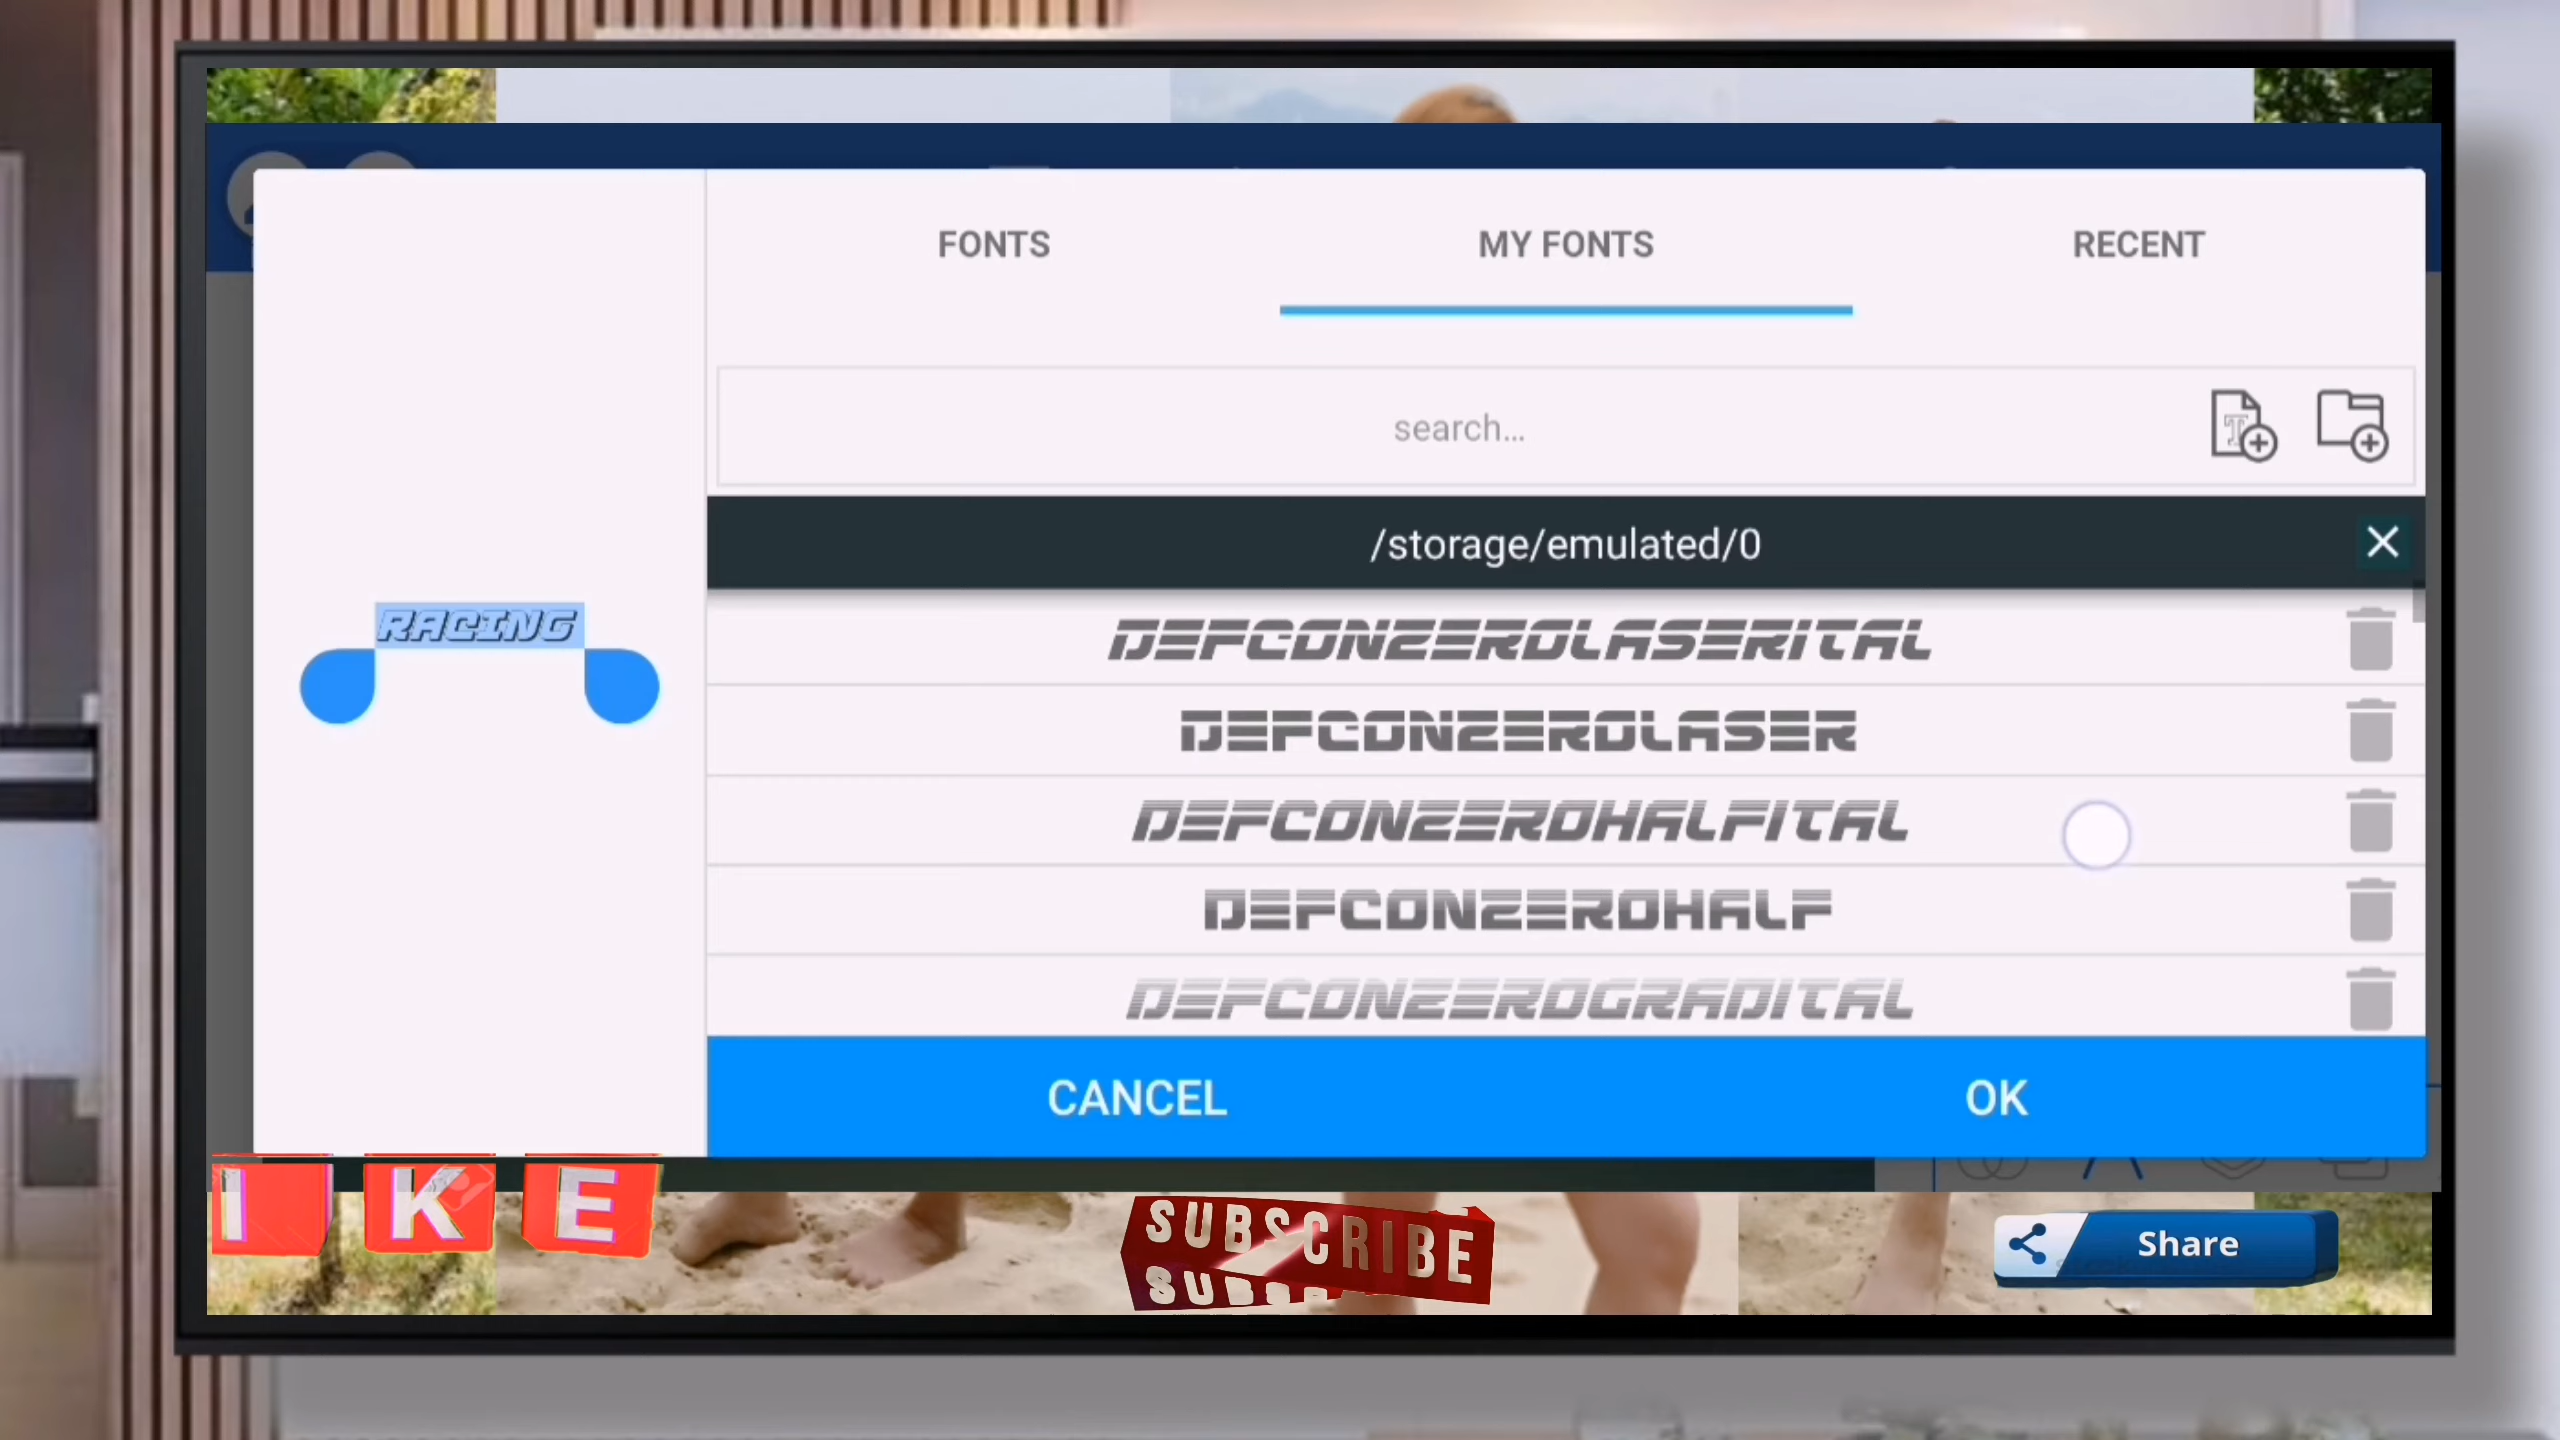 FONTS
MY FONTS
RECENT
search...
/storage/emulated/0
RACING
DEFCONZEROLASERITAL
DEFCONZEROLASER
DEFCONZEROHALFITAL
DEFCONZEROHALF
DEFCONZEROGRADITAL
CANCEL
OK
I K E
SUBSCRIBE
Share